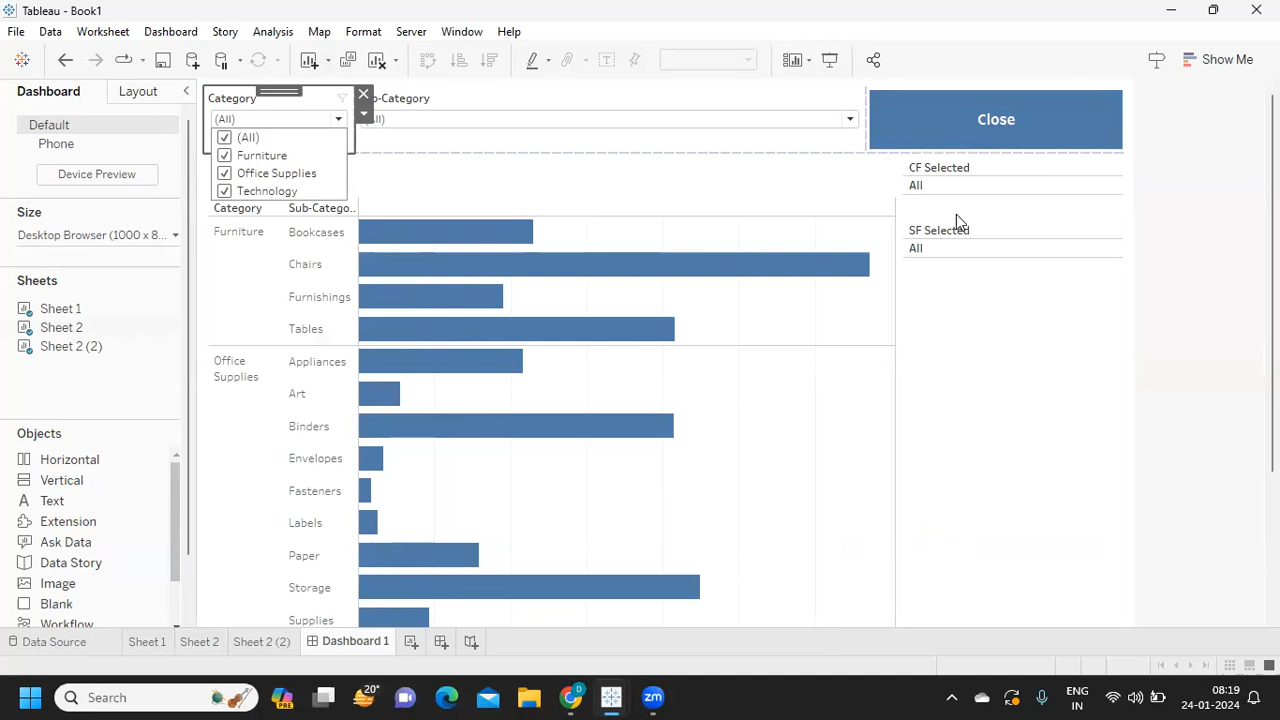 Tableau - Book1
File Data Worksheet Dashboard Story Analysis Map Format Server Window Help
Show Me
Dashboard Layout
Default
Phone
Device Preview
Size
Desktop Browser (1000 x 8...
Sheets
Sheet 1
Sheet 2
Sheet 2 (2)
Objects
Horizontal
Vertical
Text
Extension
Ask Data
Data Story
Image
Blank
Workflow
Category
(All)
(All)
Furniture
Office Supplies
Technology
Close
CF Selected
All
SF Selected
All
Category Sub-Catego..
Furniture Bookcases
Chairs
Furnishings
Tables
Office Supplies Appliances
Art
Binders
Envelopes
Fasteners
Labels
Paper
Storage
Supplies
Data Source Sheet 1 Sheet 2 Sheet 2 (2) Dashboard 1
Search
PRE
20°
zm
ENG
IN
08:19
24-01-2024